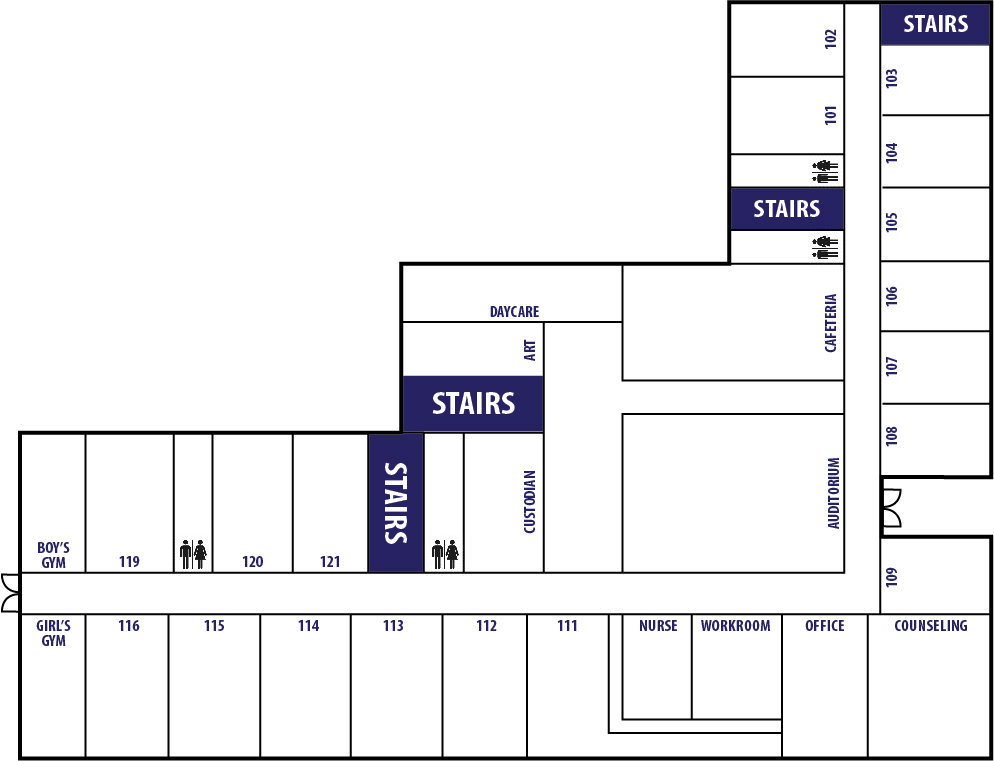 STAIRS
102
103
101
104
STAIRS
105
106
DAYCARE
CAFETERIA
ART
107
STAIRS
108
STAIRS
CUSTODIAN
AUDITORIUM
BOY'S
GYM
119
120
121
109
GIRL'S
GYM
116
115
114
113
112
111
NURSE
WORKROOM
OFFICE
COUNSELING